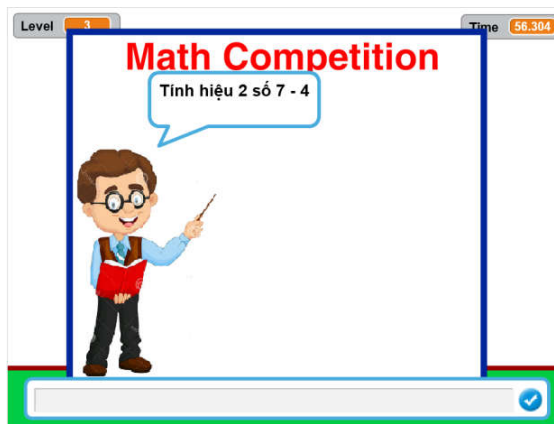 Level 3
Time 56.304
Math Competition
Tính hiệu 2 số 7 - 4